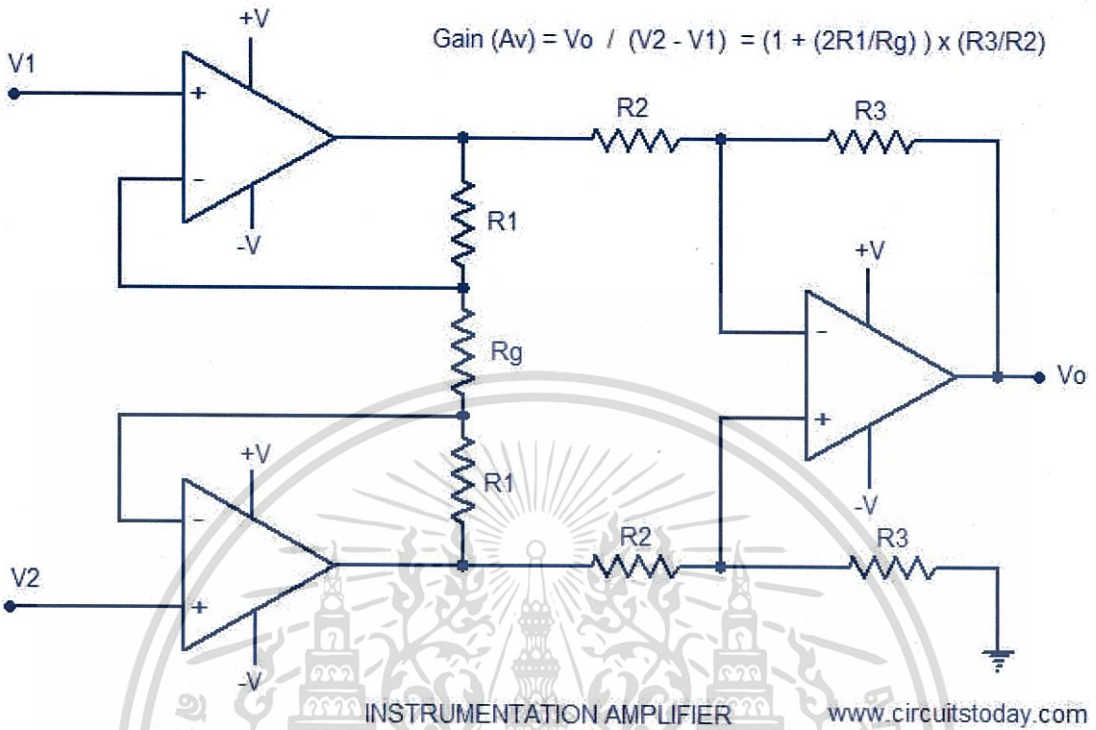 +V
Gain (Av) = Vo / (V2 - V1) = (1 + (2R1/Rg) ) x (R3/R2)
V1
+
-
-V
R2
R3
R1
+V
Rg
-
+
Vo
-V
+V
R1
-
R2
R3
V2
+
-V
INSTRUMENTATION AMPLIFIER
www.circuitstoday.com